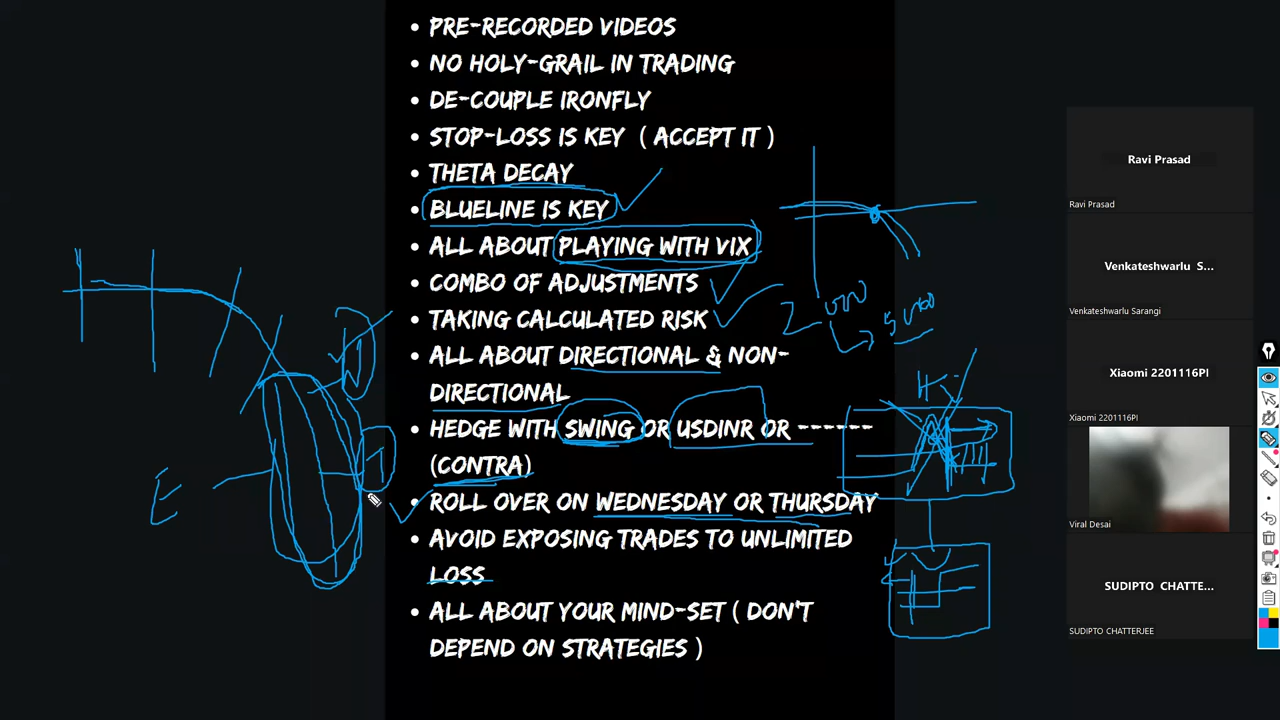 • PRE-RECORDED VIDEOS
• NO HOLY-GRAIL IN TRADING
• DE-COUPLE IRONFLY
• STOP-LOSS IS KEY ( ACCEPT IT )
• THETA DECAY
• BLUELINE IS KEY
• ALL ABOUT PLAYING WITH VIX
• COMBO OF ADJUSTMENTS
• TAKING CALCULATED RISK
• ALL ABOUT DIRECTIONAL & NON-
DIRECTIONAL
• HEDGE WITH SWING OR USDINR OR ------
(CONTRA)
• ROLL OVER ON WEDNESDAY OR THURSDAY
• AVOID EXPOSING TRADES TO UNLIMITED
LOSS
• ALL ABOUT YOUR MIND-SET ( DON'T
DEPEND ON STRATEGIES )
E
Ravi Prasad
Ravi Prasad
Venkateshwarlu S...
Venkateshwarlu Sarangi
Xiaomi 2201116PI
Xiaomi 2201116PI
Viral Desai
SUDIPTO CHATTE...
SUDIPTO CHATTERJEE